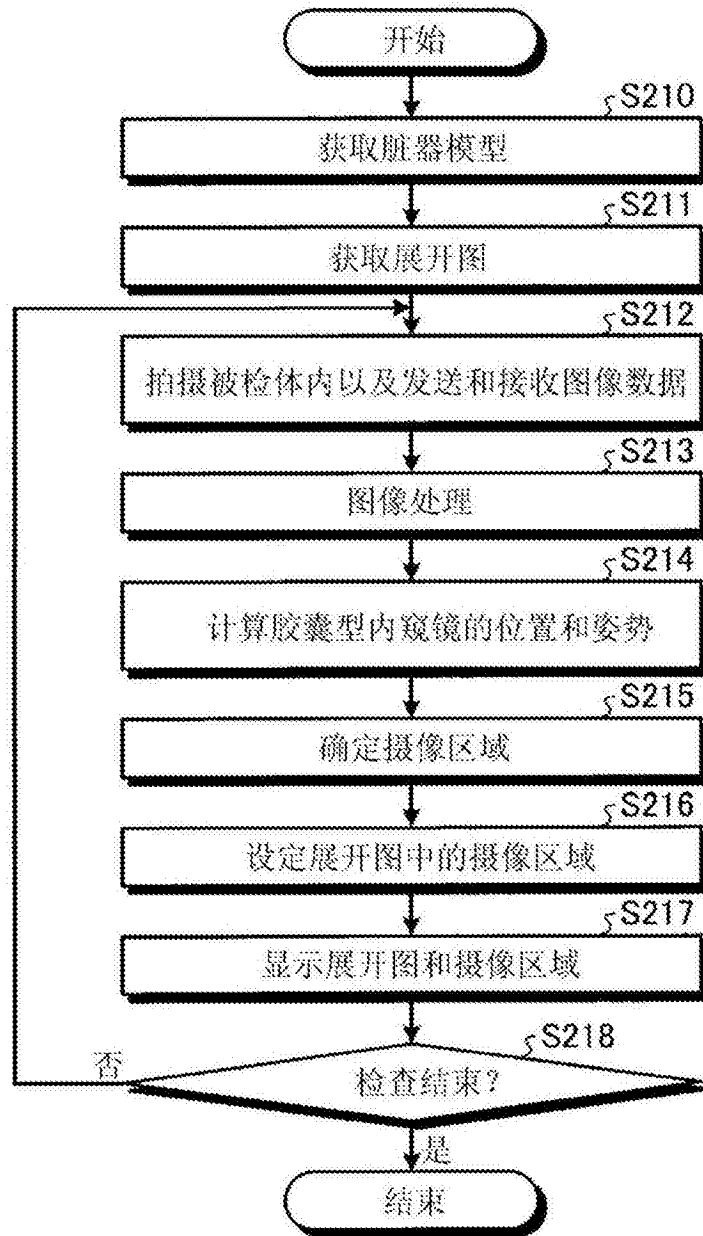 开始
S210
获取脏器模型
S211
获取展开图
S212
拍摄被检体内以及发送和接收图像数据
S213
图像处理
S214
计算胶囊型内窥镜的位置和姿势
S215
确定摄像区域
S216
设定展开图中的摄像区域
S217
显示展开图和摄像区域
S218
否
检查结束?
是
结束